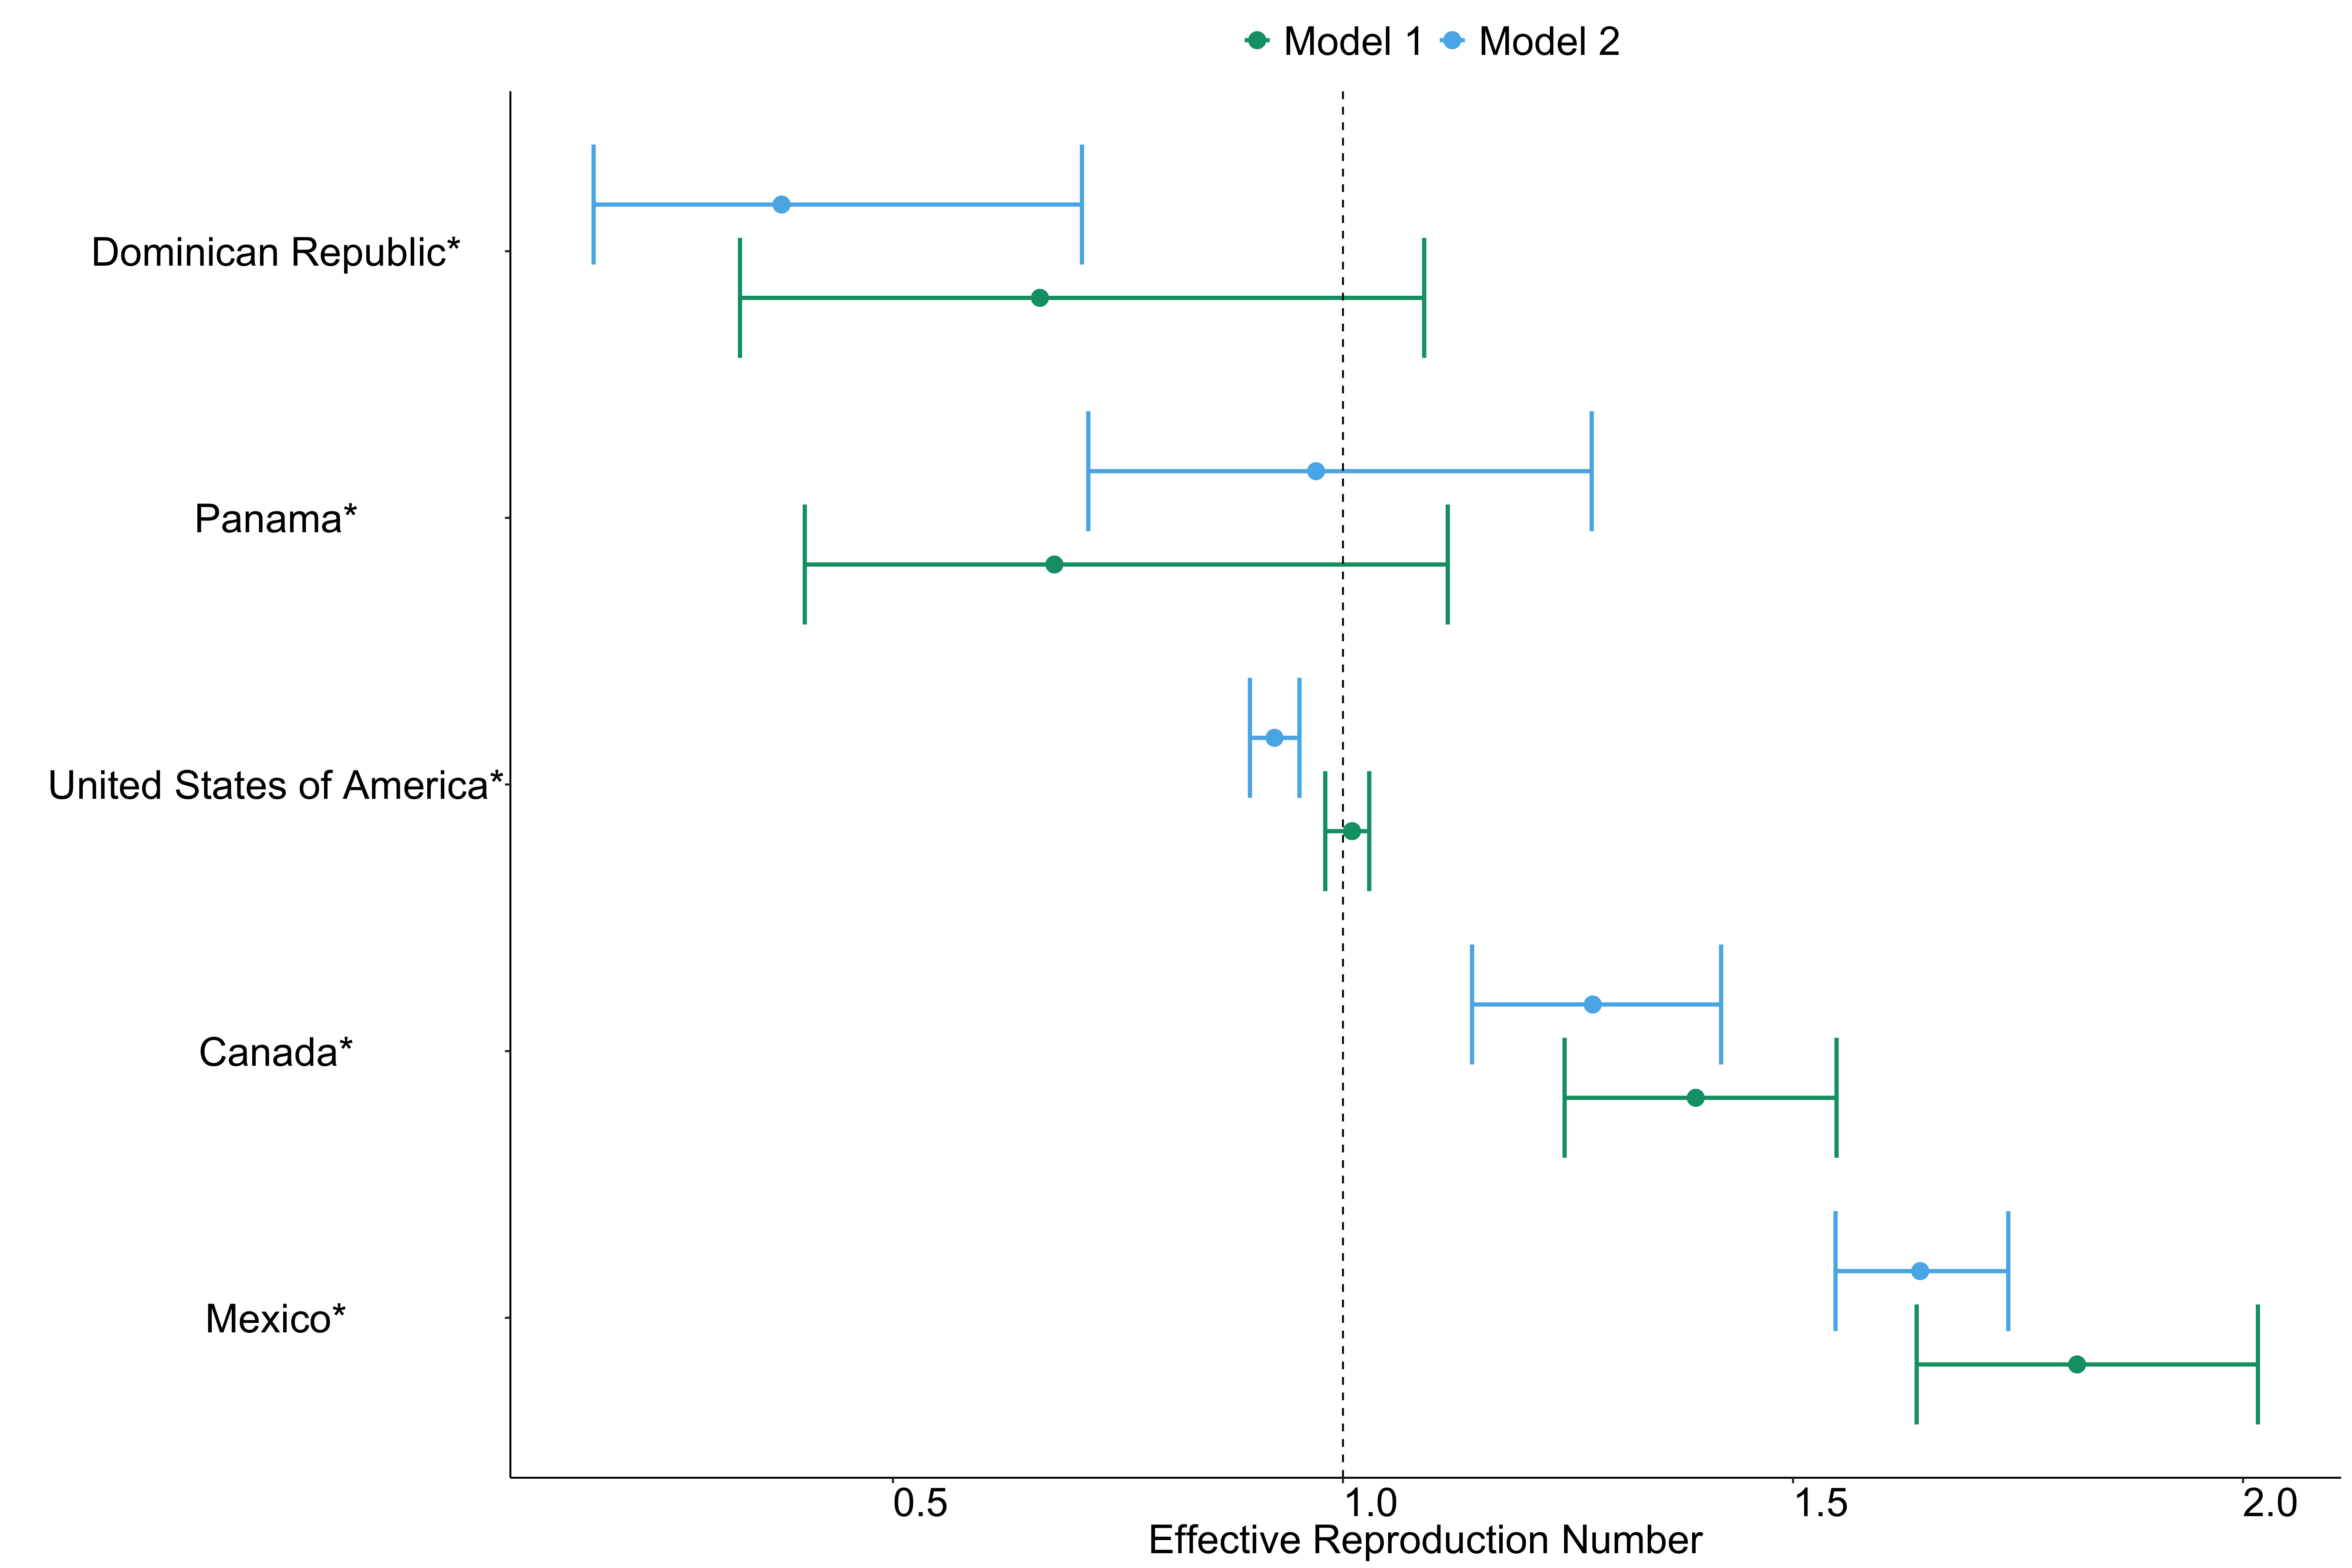 Model 1 Model 2
Dominican Republic*
Panama*
United States of America*
Canada*
Mexico*
0.5 1.0 1.5 2.0
Effective Reproduction Number